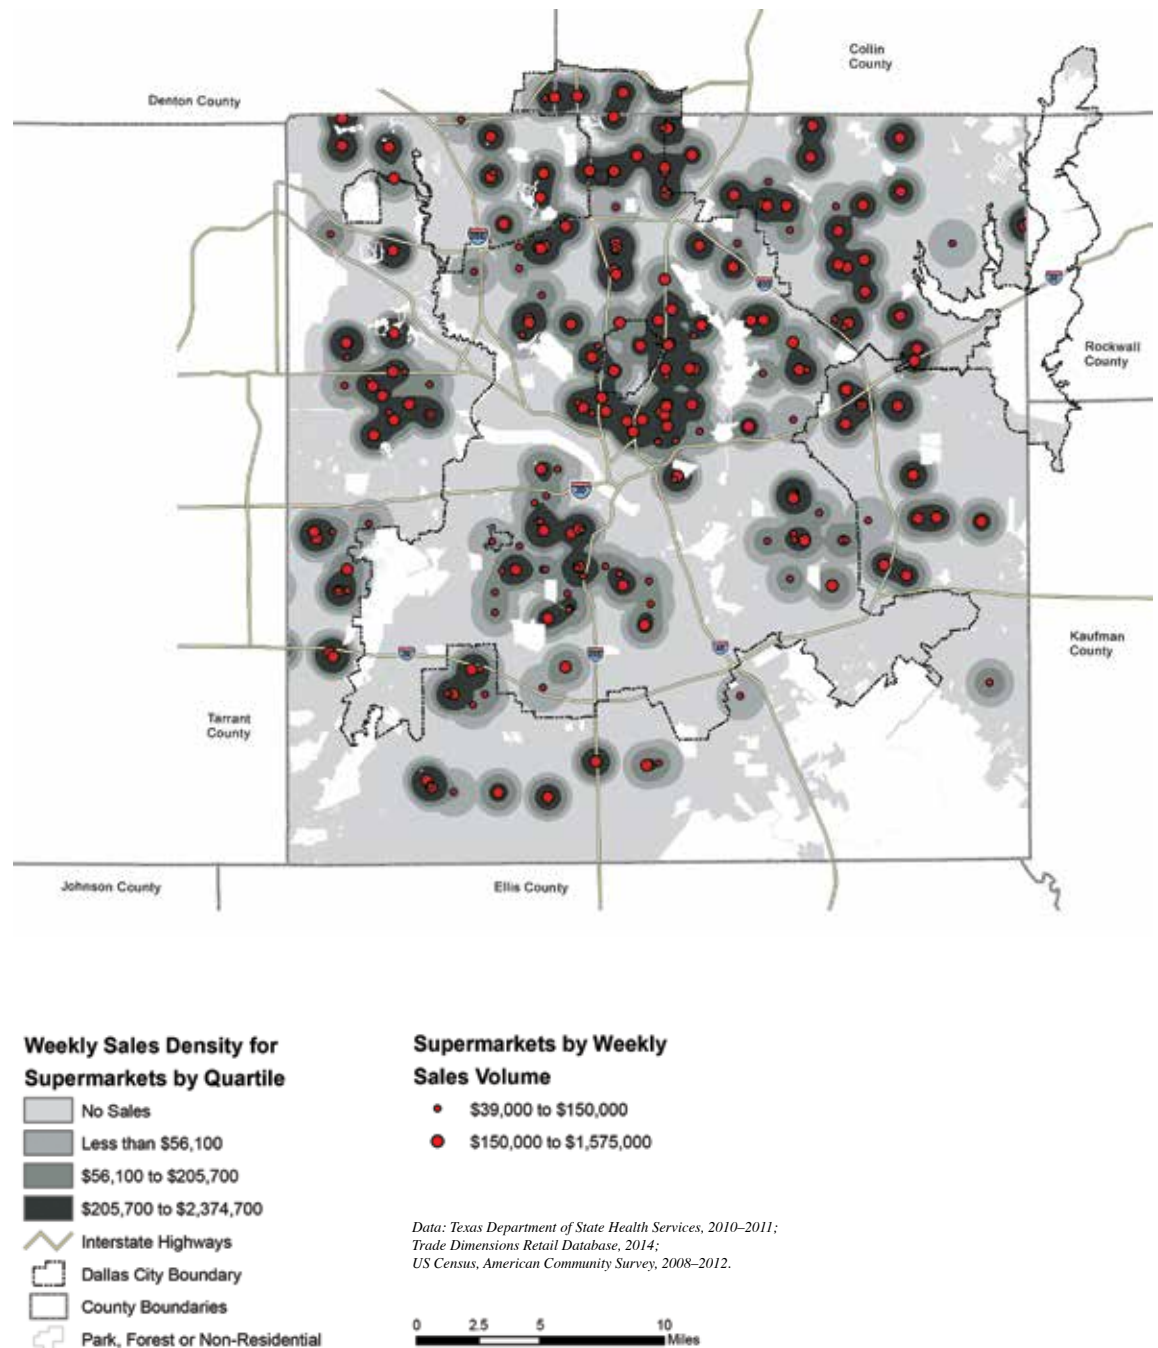 Collin
County
Denton County
Rockwall
County
Kaufman
County
Tarrant
County
Johnson County
Ellis County
Weekly Sales Density for
Supermarkets by Quartile
No Sales
Less than $56,100
$56,100 to $205,700
$205,700 to $2,374,700
Interstate Highways
Dallas City Boundary
County Boundaries
Park, Forest or Non-Residential
Supermarkets by Weekly
Sales Volume
$39,000 to $150,000
$150,000 to $1,575,000
Data: Texas Department of State Health Services, 2010–2011;
Trade Dimensions Retail Database, 2014;
US Census, American Community Survey, 2008–2012.
0 2.5 5 10
Miles